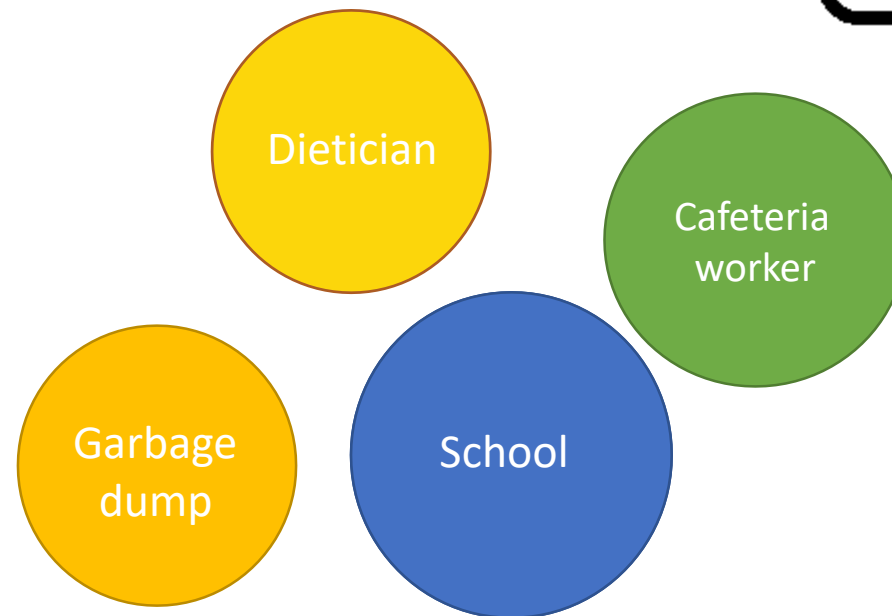 Dietician
Cafeteria
worker
Garbage
dump
School